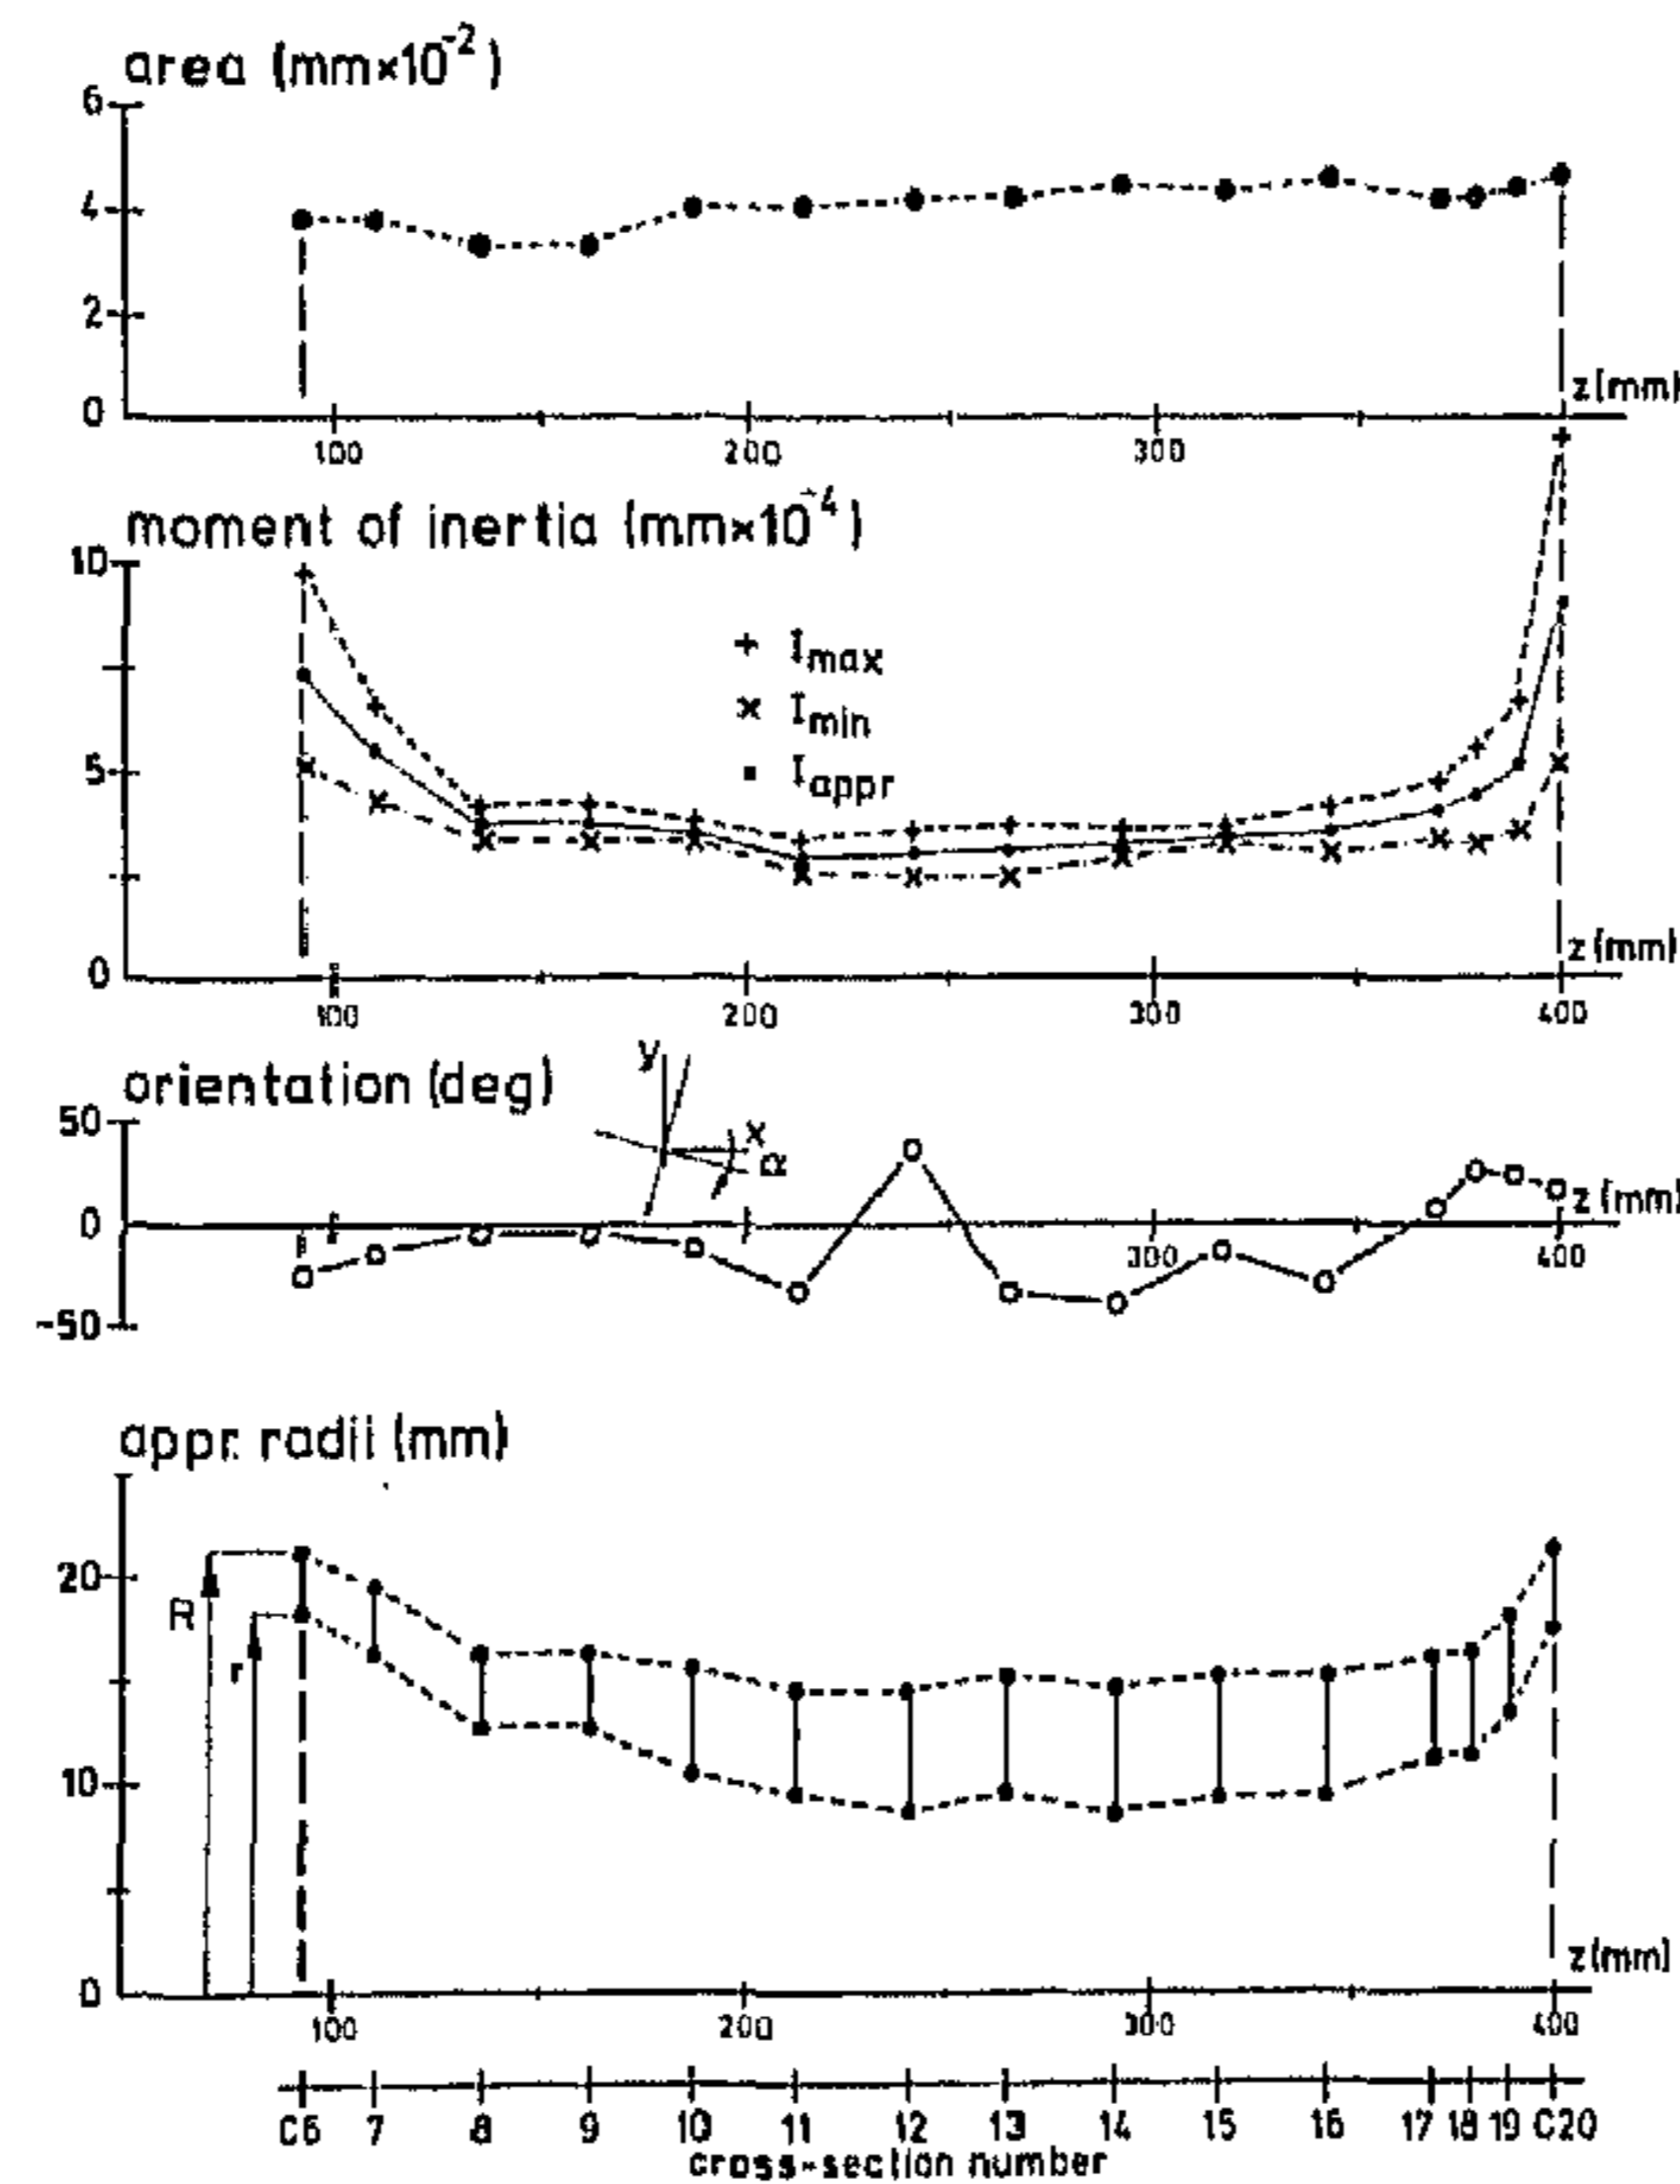 area (mm×10⁻²)
6
4
2
0
z (mm)
100
200
300
moment of inertia (mm×10⁻⁴)
10
5
0
+ Imax
× Imin
▪ Iappr
z (mm)
100
200
300
400
orientation (deg)
50
0
-50
y
x
α
z (mm)
300
400
appr. radii (mm)
20
10
0
R
r
z (mm)
100
200
300
400
C6 7 8 9 10 11 12 13 14 15 16 17 18 19 C20
cross-section number